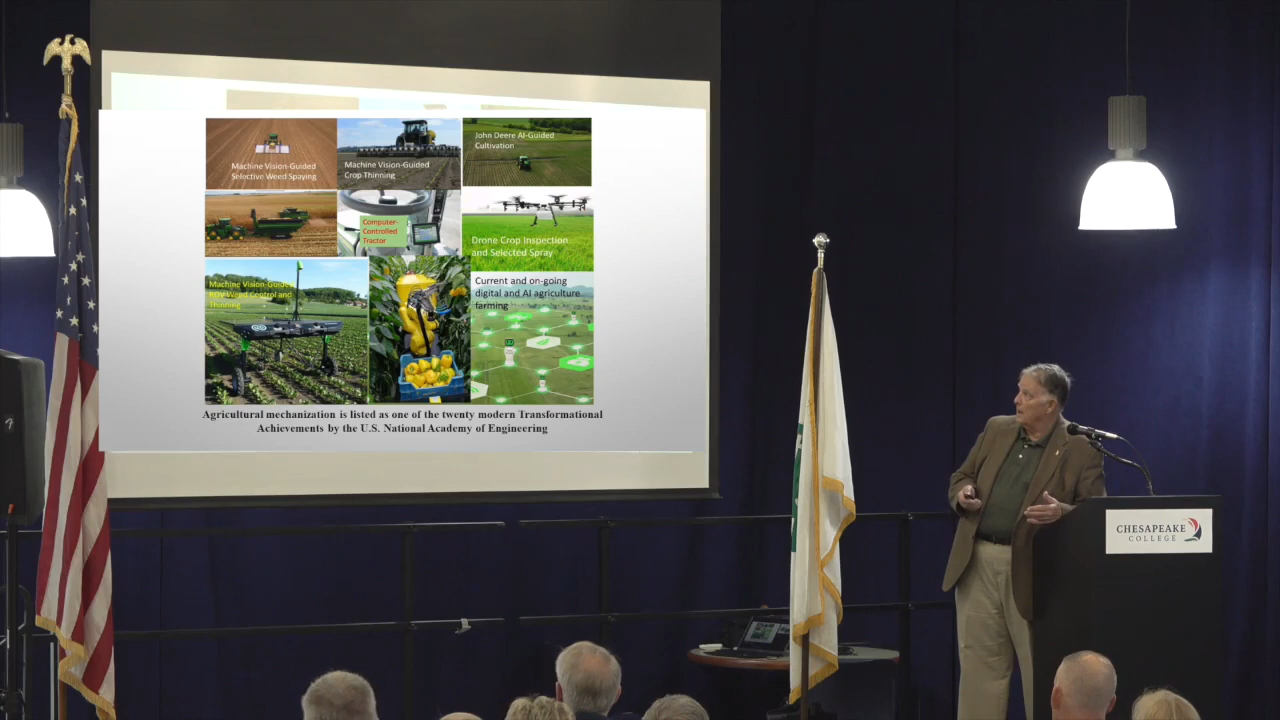 Machine Vision-Guided
Selective Weed Spaying
Machine Vision-Guided
Crop Thinning
John Deere AI-Guided
Cultivation
Computer-
Controlled
Tractor
Drone Crop Inspection
and Selected Spray
Machine Vision-Guided
ROV Weed Control and
Thinning
Current and on-going
digital and AI agriculture
farming
Agricultural mechanization is listed as one of the twenty modern Transformational
Achievements by the U.S. National Academy of Engineering
CHESAPEAKE
COLLEGE